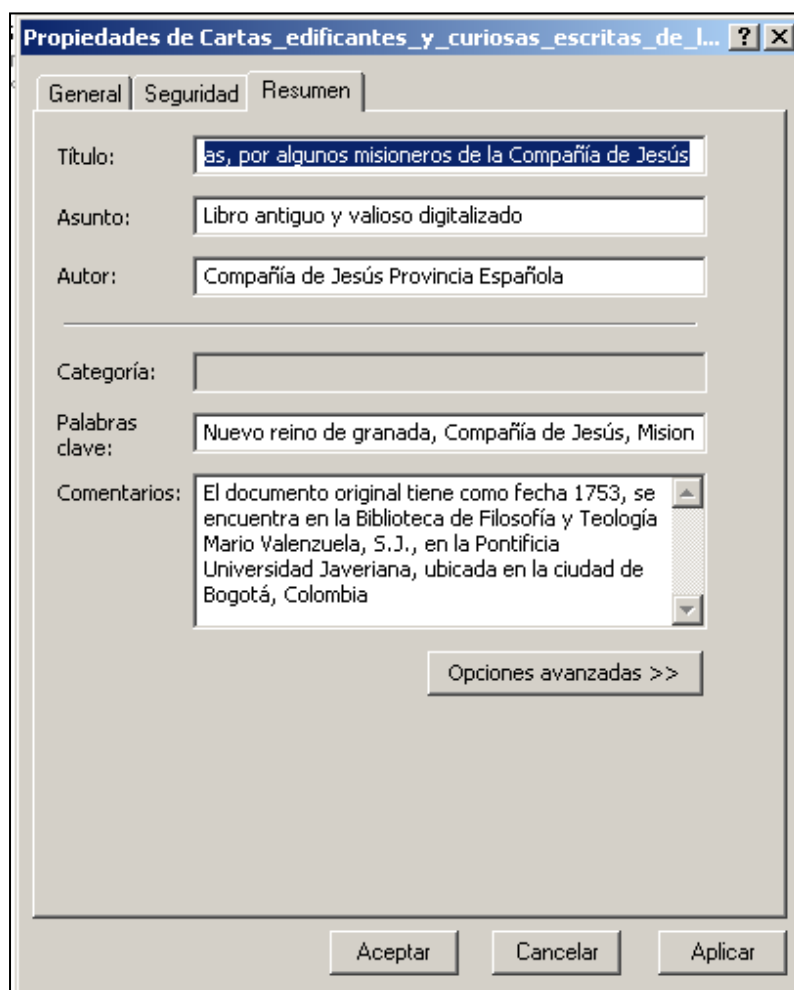 Propiedades de Cartas_edificantes_y_curiosas_escritas_de_l...
General Seguridad Resumen
Título: as, por algunos misioneros de la Compañía de Jesús
Asunto: Libro antiguo y valioso digitalizado
Autor: Compañía de Jesús Provincia Española
Categoría:
Palabras
clave: Nuevo reino de granada, Compañía de Jesús, Mision
Comentarios: El documento original tiene como fecha 1753, se
encuentra en la Biblioteca de Filosofía y Teología
Mario Valenzuela, S.J., en la Pontificia
Universidad Javeriana, ubicada en la ciudad de
Bogotá, Colombia
Opciones avanzadas >>
Aceptar Cancelar Aplicar